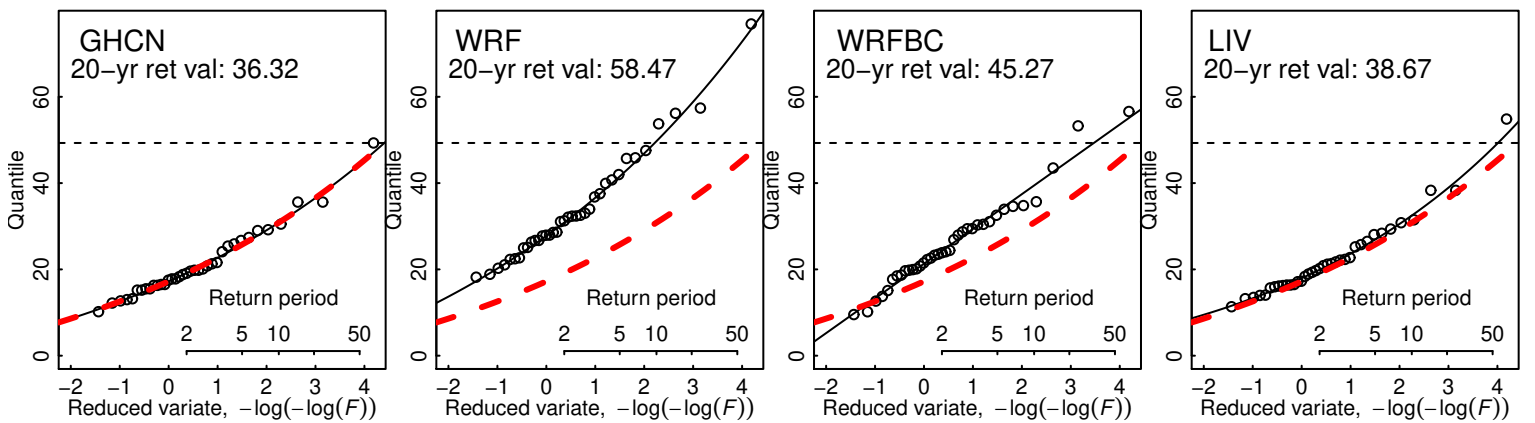 GHCN
20−yr ret val: 36.32
Quantile
60
40
20
0
Return period
2 5 10 50
−2 −1 0 1 2 3 4
Reduced variate, −log(−log(F))
WRF
20−yr ret val: 58.47
Quantile
60
40
20
0
Return period
2 5 10 50
−2 −1 0 1 2 3 4
Reduced variate, −log(−log(F))
WRFBC
20−yr ret val: 45.27
Quantile
60
40
20
0
Return period
2 5 10 50
−2 −1 0 1 2 3 4
Reduced variate, −log(−log(F))
LIV
20−yr ret val: 38.67
Quantile
60
40
20
0
Return period
2 5 10 50
−2 −1 0 1 2 3 4
Reduced variate, −log(−log(F))